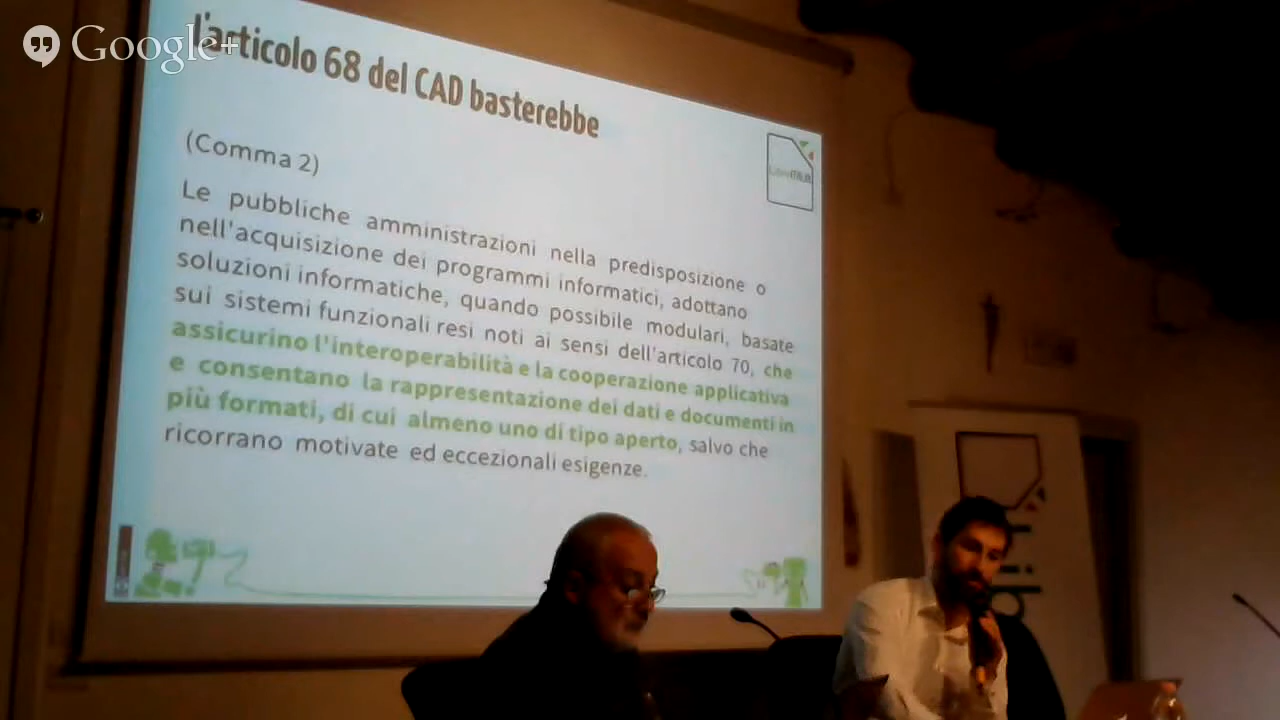 Google+
l'articolo 68 del CAD basterebbe
(Comma 2)
Le pubbliche amministrazioni nella predisposizione o
nell'acquisizione dei programmi informatici, adottano
soluzioni informatiche, quando possibile modulari, basate
sui sistemi funzionali resi noti ai sensi dell'articolo 70, che
assicurino l'interoperabilità e la cooperazione applicativa
e consentano la rappresentazione dei dati e documenti in
più formati, di cui almeno uno di tipo aperto, salvo che
ricorrano motivate ed eccezionali esigenze.